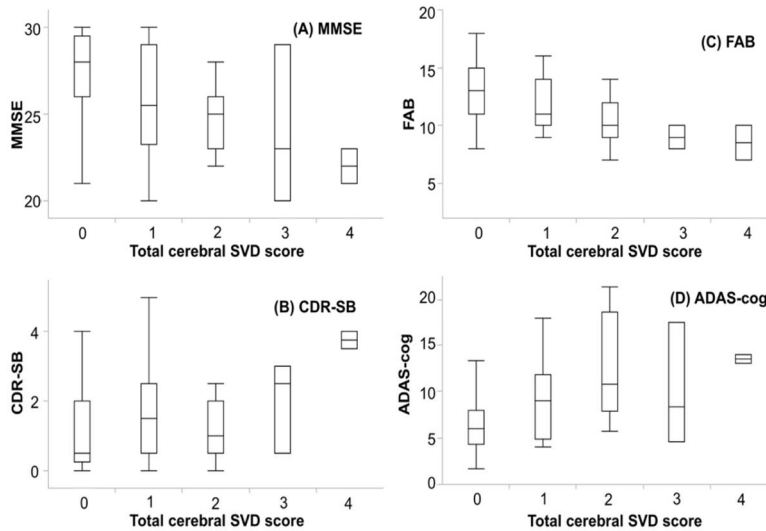 (A) MMSE
MMSE
30
25
20
0 1 2 3 4
Total cerebral SVD score
(C) FAB
FAB
20
15
10
5
0 1 2 3 4
Total cerebral SVD score
(B) CDR-SB
CDR-SB
4
2
0
0 1 2 3 4
Total cerebral SVD score
(D) ADAS-cog
ADAS-cog
20
15
10
5
0
0 1 2 3 4
Total cerebral SVD score